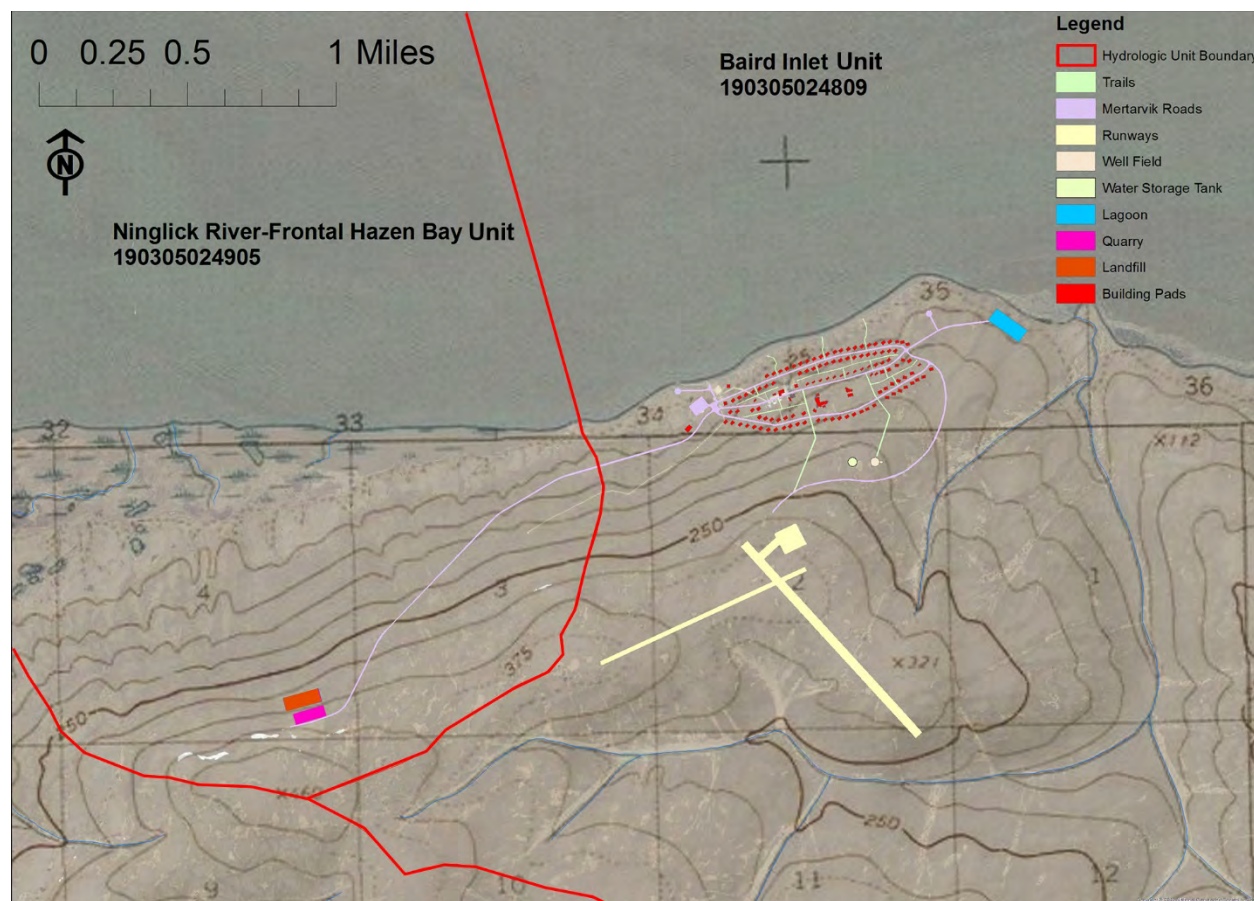 0 0.25 0.5 1 Miles
N
Baird Inlet Unit
190305024809
Ninglick River-Frontal Hazen Bay Unit
190305024905
Legend
Hydrologic Unit Boundary
Trails
Mertarvik Roads
Runways
Well Field
Water Storage Tank
Lagoon
Quarry
Landfill
Building Pads
35
25
36
34
33
32
X112
250
4
3
2
1
375
X321
250
X460
250
9
10
11
12